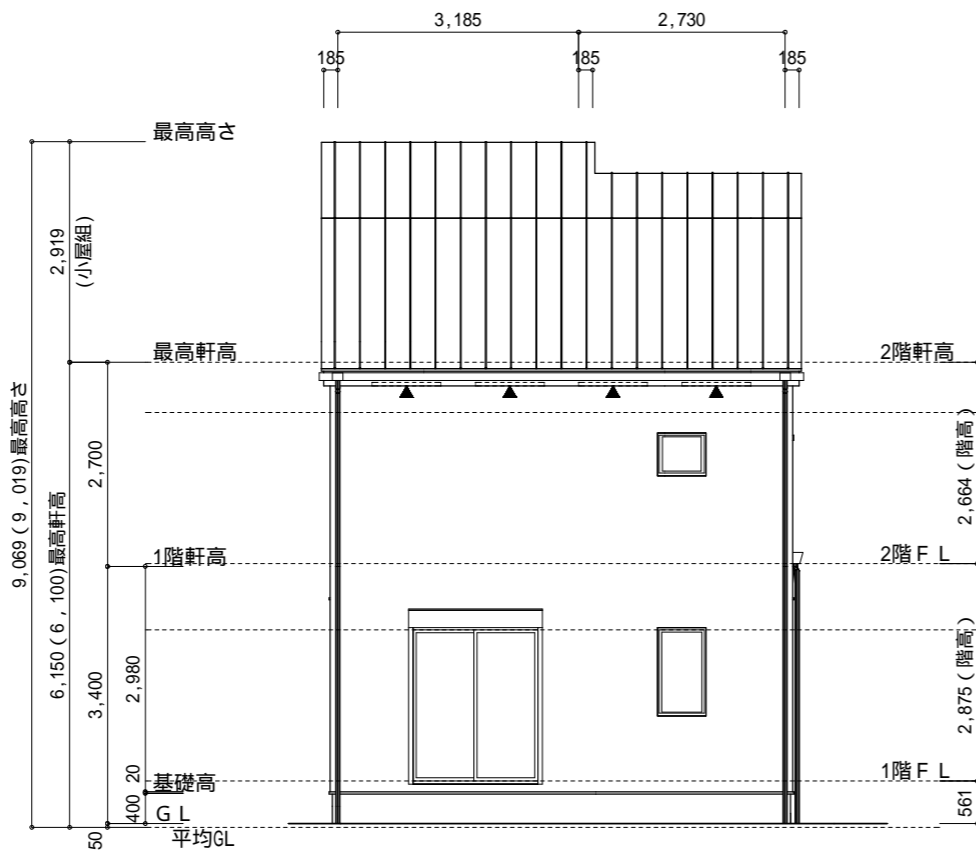 3,185
2,730
185
185
185
最高高さ
2,919
(小屋組)
最高軒高
2階軒高
9,069(9,019)最高高さ
6,150(6,100)最高軒高
2,700
2,664(階高)
1階軒高
2階FL
3,400
2,980
2,875(階高)
1階FL
基礎高
20
400
GL
561
平均GL
50